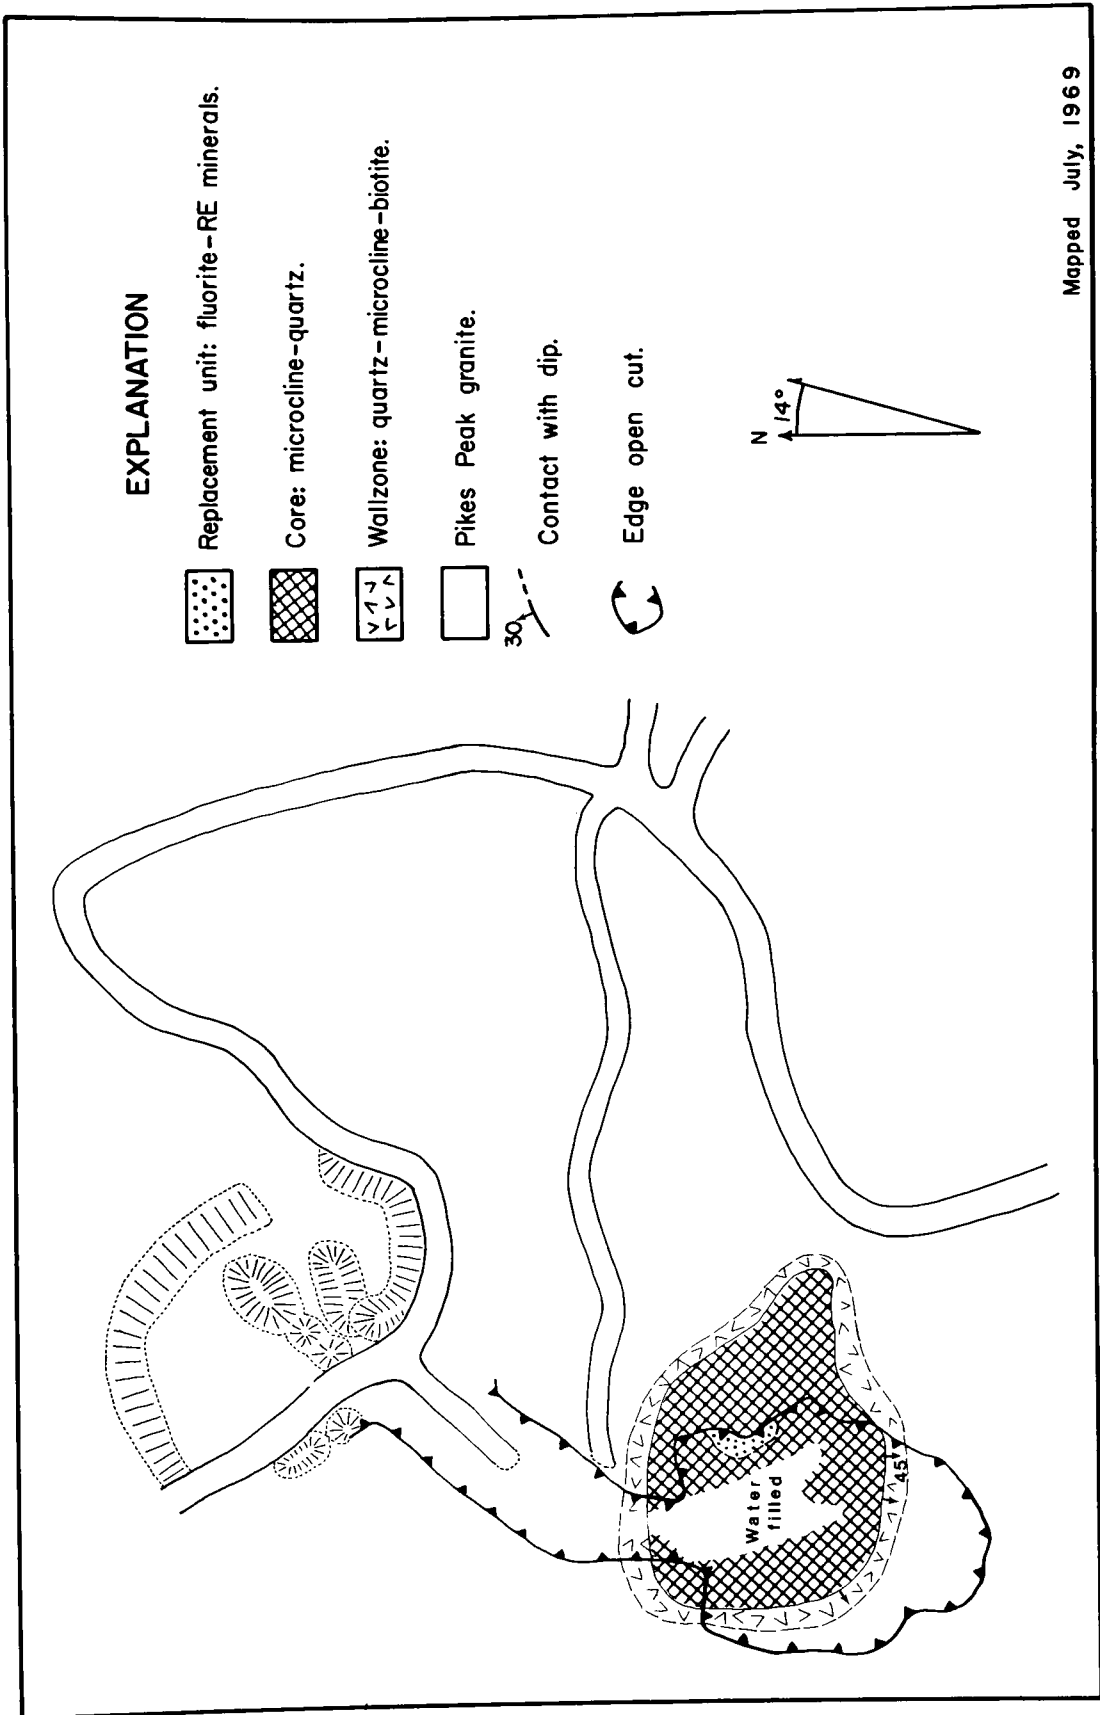 EXPLANATION
Replacement unit: fluorite-RE minerals.
Core: microcline-quartz.
Wallzone: quartz-microcline-biotite.
Pikes Peak granite.
30
Contact with dip.
Edge open cut.
N
14°
Water
filled
45
Mapped July, 1969